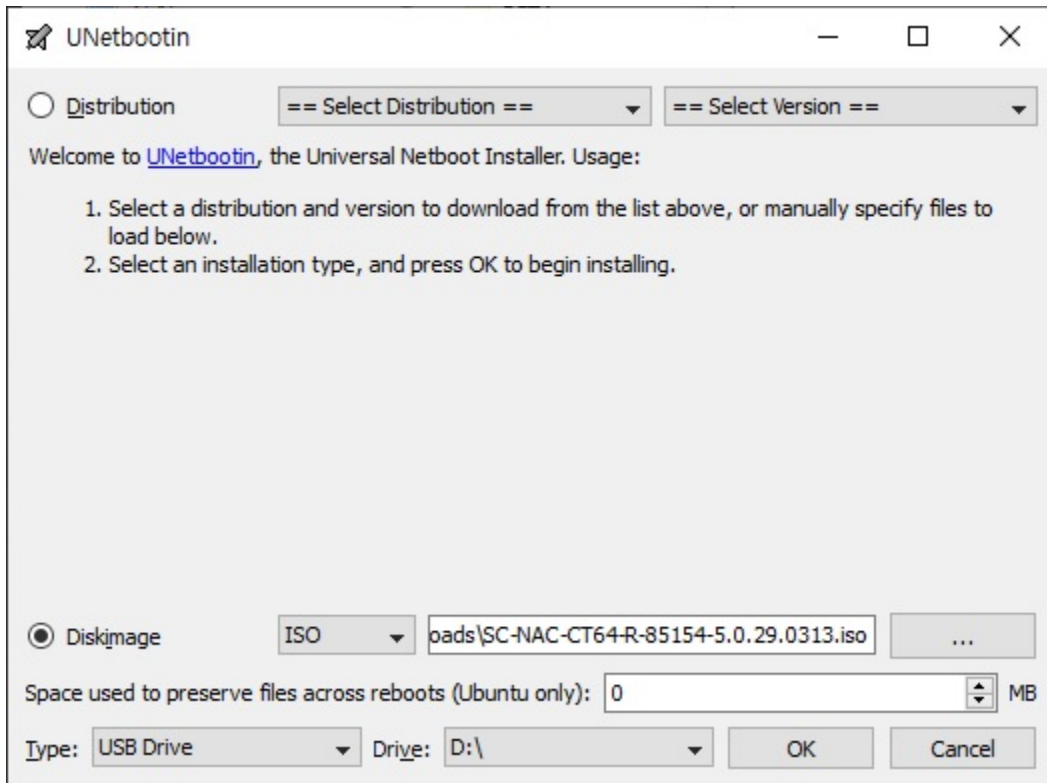 UNetbootin
Distribution == Select Distribution == == Select Version ==
Welcome to UNetbootin, the Universal Netboot Installer. Usage:
1. Select a distribution and version to download from the list above, or manually specify files to
load below.
2. Select an installation type, and press OK to begin installing.
Diskimage ISO oads\SC-NAC-CT64-R-85154-5.0.29.0313.iso ...
Space used to preserve files across reboots (Ubuntu only): 0 MB
Type: USB Drive Drive: D:\ OK Cancel